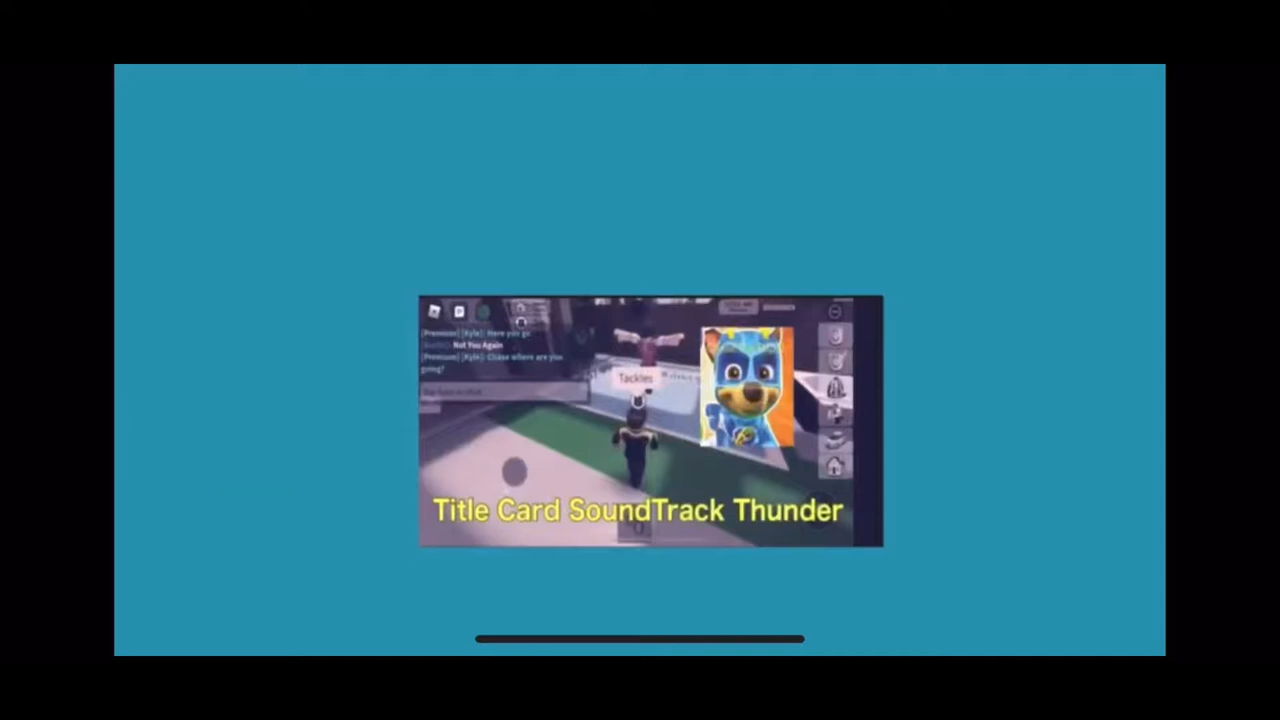 [Premium] [Kyle]: Here you go
Not You Again
[Premium] [Kyle]: Chase where are you
going?
Tackles
Title Card SoundTrack Thunder